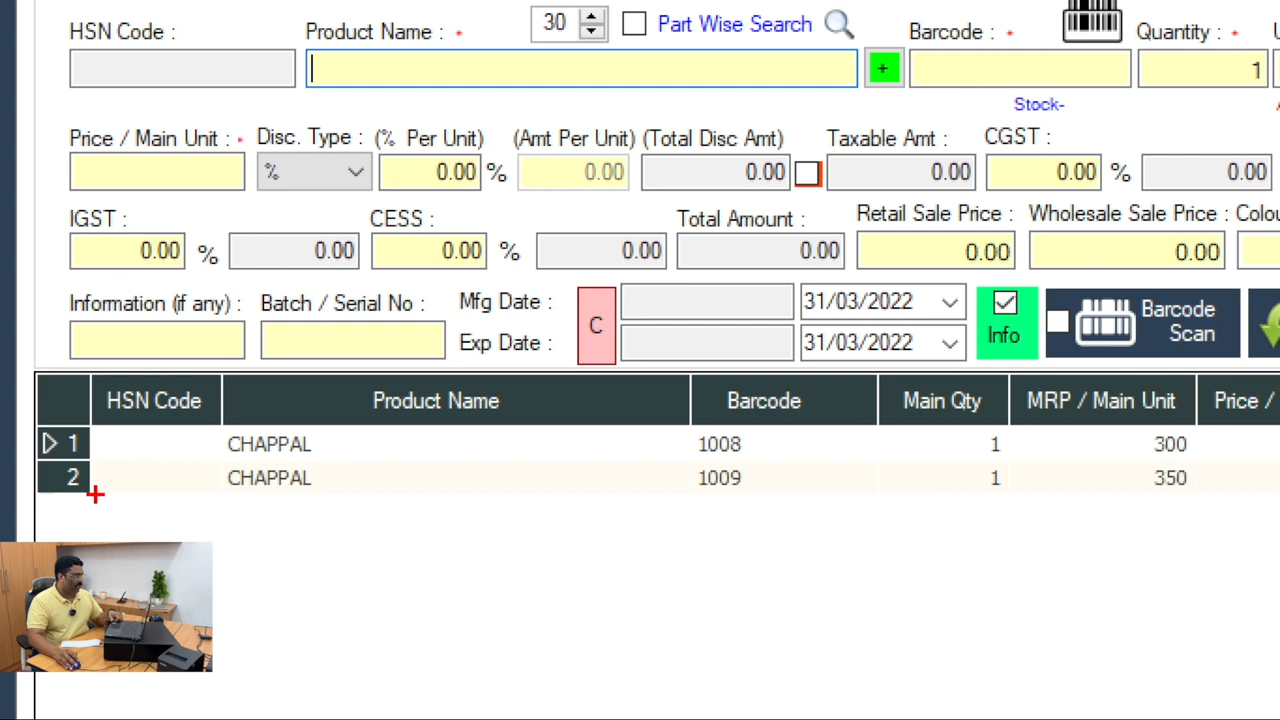 HSN Code :
Product Name : *
30
Part Wise Search
Barcode : *
Quantity : *
+
1
Stock-
Price / Main Unit : *
Disc. Type :
(% Per Unit)
(Amt Per Unit)
(Total Disc Amt)
Taxable Amt :
CGST :
%
0.00 %
0.00
0.00
0.00
0.00 %
0.00
IGST :
CESS :
Total Amount :
Retail Sale Price :
Wholesale Sale Price :
0.00 %
0.00
0.00 %
0.00
0.00
0.00
0.00
Information (if any) :
Batch / Serial No :
Mfg Date :
31/03/2022
Exp Date :
31/03/2022
C
Info
Barcode
Scan
HSN Code
Product Name
Barcode
Main Qty
MRP / Main Unit
Price /
1 CHAPPAL 1008 1 300
2 CHAPPAL 1009 1 350